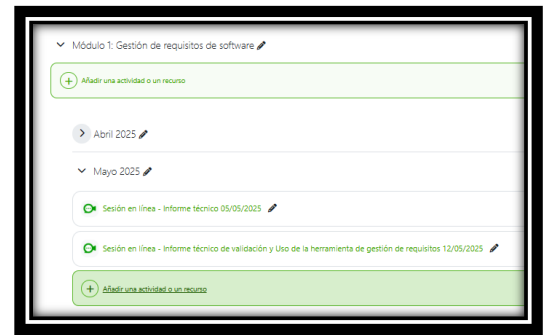 Módulo 1: Gestión de requisitos de software
Añadir una actividad o un recurso
Abril 2025
Mayo 2025
Sesión en línea - Informe técnico 05/05/2025
Sesión en línea - Informe técnico de validación y Uso de la herramienta de gestión de requisitos 12/05/2025
Añadir una actividad o un recurso